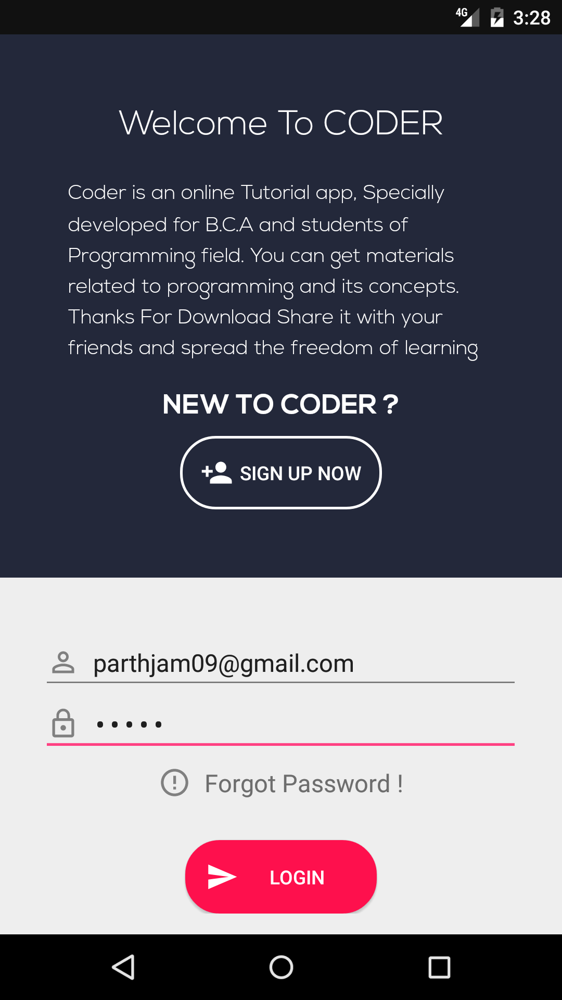 4G 3:28
Welcome To CODER
Coder is an online Tutorial app, Specially
developed for B.C.A and students of
Programming field. You can get materials
related to programming and its concepts.
Thanks For Download Share it with your
friends and spread the freedom of learning
NEW TO CODER ?
SIGN UP NOW
parthjam09@gmail.com
•••••
Forgot Password !
LOGIN